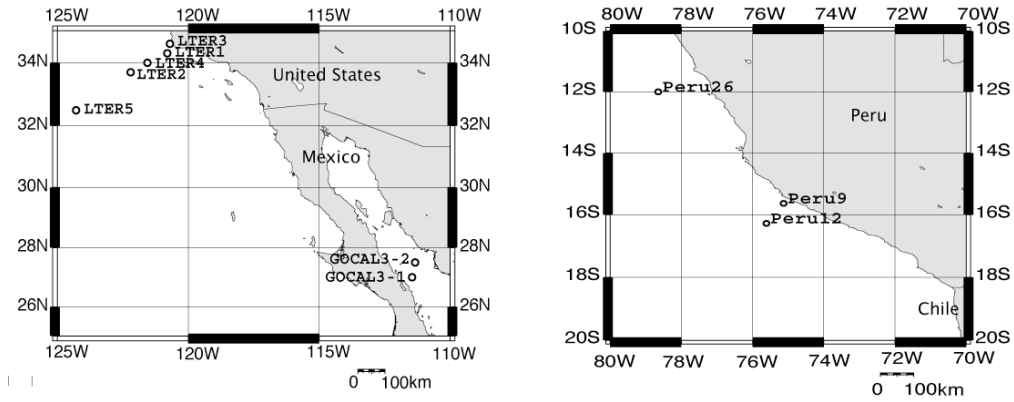 125W 120W 115W 110W
LTER3
LTER1
34N LTER4 34N
LTER2
United States
LTER5
32N 32N
Mexico
30N 30N
28N 28N
GOCAL3-2
GOCAL3-1
26N 26N
125W 120W 115W 110W
0 100km
80W 78W 76W 74W 72W 70W
10S 10S
12S Peru26 12S
Peru
14S 14S
Peru9
16S Peru12 16S
18S 18S
Chile
20S 20S
80W 78W 76W 74W 72W 70W
0 100km